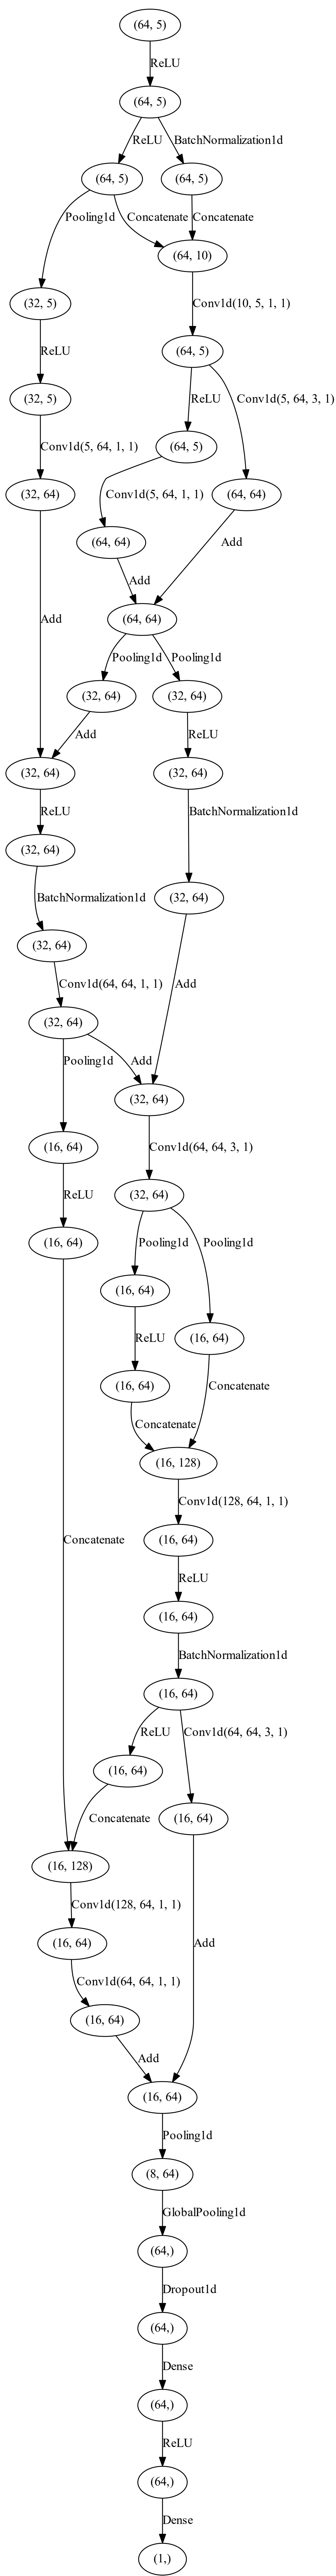 (64, 5)
ReLU
(64, 5)
ReLU BatchNormalization1d
(64, 5) (64, 5)
Pooling1d Concatenate Concatenate
(64, 10)
(32, 5) Conv1d(10, 5, 1, 1)
ReLU (64, 5)
(32, 5) ReLU Conv1d(5, 64, 3, 1)
Conv1d(5, 64, 1, 1) (64, 5)
(32, 64) Conv1d(5, 64, 1, 1) (64, 64)
(64, 64) Add
Add
Add (64, 64)
Pooling1d Pooling1d
(32, 64) (32, 64)
Add ReLU
(32, 64) (32, 64)
ReLU BatchNormalization1d
(32, 64)
BatchNormalization1d (32, 64)
(32, 64)
Conv1d(64, 64, 1, 1) Add
(32, 64)
Pooling1d Add
(32, 64)
(16, 64) Conv1d(64, 64, 3, 1)
ReLU (32, 64)
(16, 64) Pooling1d Pooling1d
(16, 64)
ReLU (16, 64)
(16, 64) Concatenate
Concatenate
(16, 128)
Conv1d(128, 64, 1, 1)
Concatenate (16, 64)
ReLU
(16, 64)
BatchNormalization1d
(16, 64)
ReLU Conv1d(64, 64, 3, 1)
(16, 64)
Concatenate (16, 64)
(16, 128)
Conv1d(128, 64, 1, 1)
(16, 64) Add
Conv1d(64, 64, 1, 1)
(16, 64)
Add
(16, 64)
Pooling1d
(8, 64)
GlobalPooling1d
(64,)
Dropout1d
(64,)
Dense
(64,)
ReLU
(64,)
Dense
(1,)